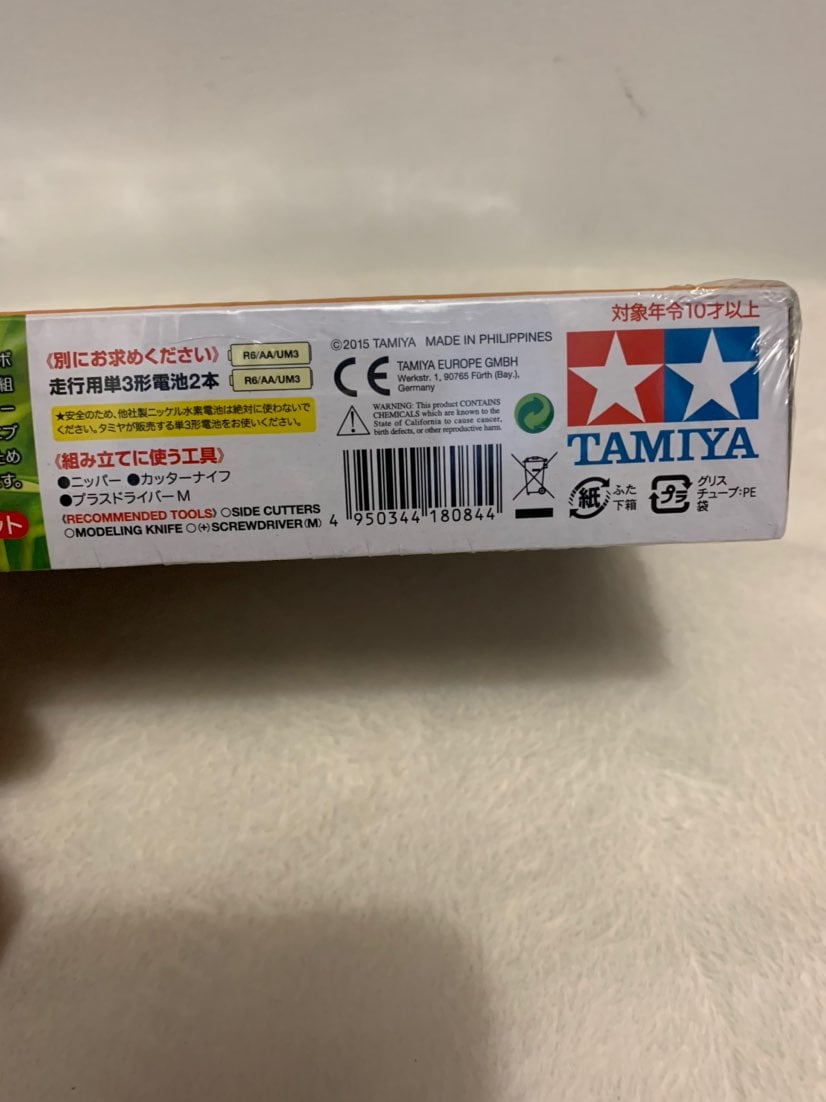 ボ
組
ー
とめ
す。
ット
《別にお求めください》
走行用単3形電池2本
R6/AA/UM3
R6/AA/UM3
★安全のため、他社製ニッケル水素電池は絶対に使わないで
ください。タミヤが販売する単3形電池をお使いください。
《組み立てに使う工具》
●ニッパー ●カッターナイフ
●プラスドライバーM
《RECOMMENDED TOOLS》 ○SIDE CUTTERS
○MODELING KNIFE ○(+)SCREWDRIVER(M)
©2015 TAMIYA MADE IN PHILIPPINES
CE
TAMIYA EUROPE GMBH
Werkstr. 1, 90765 Fürth (Bay.),
Germany
WARNING: This product CONTAINS
CHEMICALS which are known to the
State of California to cause cancer,
birth defects, or other reproductive harm.
4 950344 180844
対象年令10才以上
TAMIYA
紙
ふた
下箱
プラ
グリス
チューブ:PE
袋